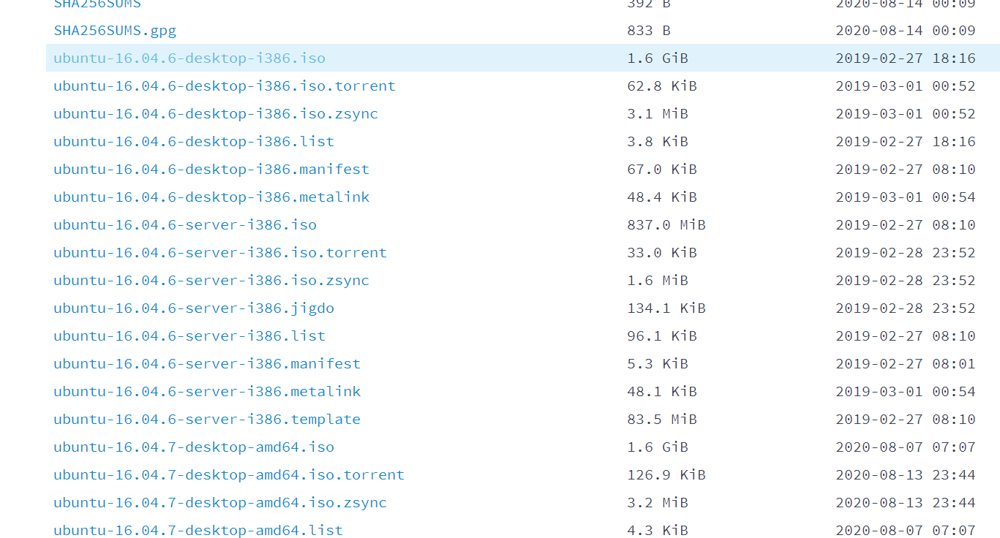 SHA256SUMS 392 B 2020-08-14 00:09
SHA256SUMS.gpg 833 B 2020-08-14 00:09
ubuntu-16.04.6-desktop-i386.iso 1.6 GiB 2019-02-27 18:16
ubuntu-16.04.6-desktop-i386.iso.torrent 62.8 KiB 2019-03-01 00:52
ubuntu-16.04.6-desktop-i386.iso.zsync 3.1 MiB 2019-03-01 00:52
ubuntu-16.04.6-desktop-i386.list 3.8 KiB 2019-02-27 18:16
ubuntu-16.04.6-desktop-i386.manifest 67.0 KiB 2019-02-27 08:10
ubuntu-16.04.6-desktop-i386.metalink 48.4 KiB 2019-03-01 00:54
ubuntu-16.04.6-server-i386.iso 837.0 MiB 2019-02-27 08:10
ubuntu-16.04.6-server-i386.iso.torrent 33.0 KiB 2019-02-28 23:52
ubuntu-16.04.6-server-i386.iso.zsync 1.6 MiB 2019-02-28 23:52
ubuntu-16.04.6-server-i386.jigdo 134.1 KiB 2019-02-28 23:52
ubuntu-16.04.6-server-i386.list 96.1 KiB 2019-02-27 08:10
ubuntu-16.04.6-server-i386.manifest 5.3 KiB 2019-02-27 08:01
ubuntu-16.04.6-server-i386.metalink 48.1 KiB 2019-03-01 00:54
ubuntu-16.04.6-server-i386.template 83.5 MiB 2019-02-27 08:10
ubuntu-16.04.7-desktop-amd64.iso 1.6 GiB 2020-08-07 07:07
ubuntu-16.04.7-desktop-amd64.iso.torrent 126.9 KiB 2020-08-13 23:44
ubuntu-16.04.7-desktop-amd64.iso.zsync 3.2 MiB 2020-08-13 23:44
ubuntu-16.04.7-desktop-amd64.list 4.3 KiB 2020-08-07 07:07